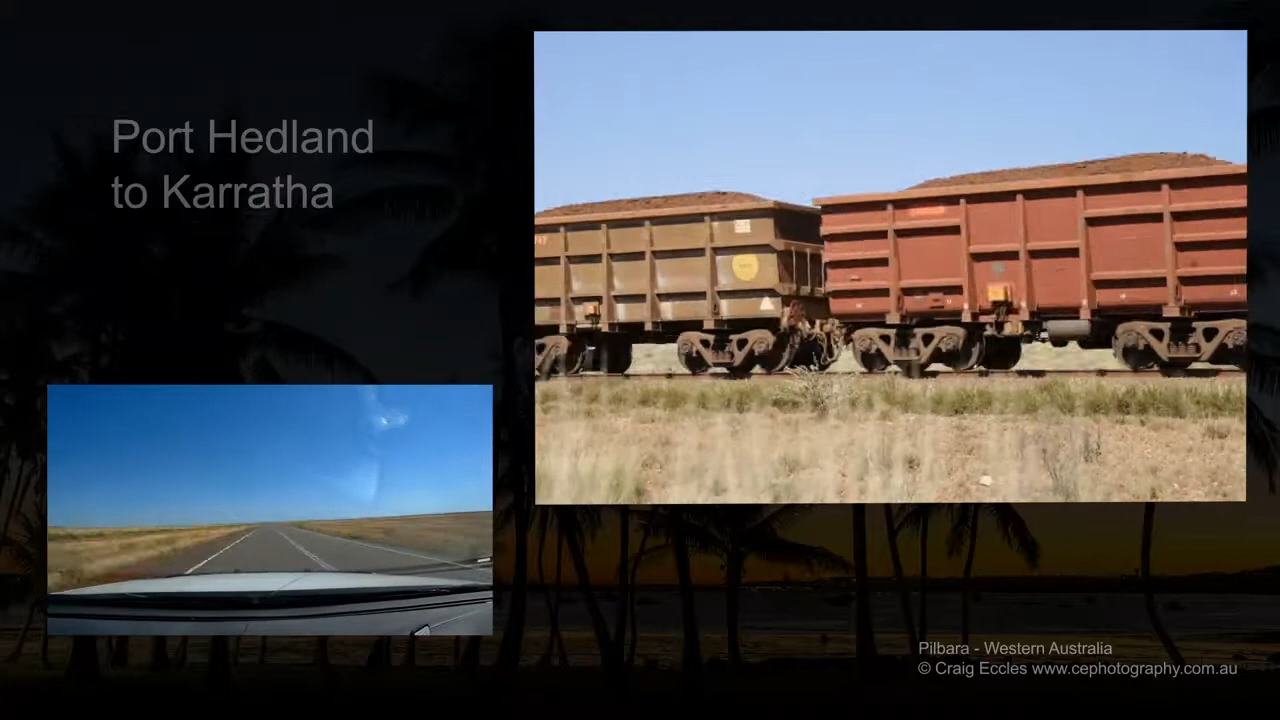 Port Hedland
to Karratha
Pilbara - Western Australia
© Craig Eccles www.cephotography.com.au